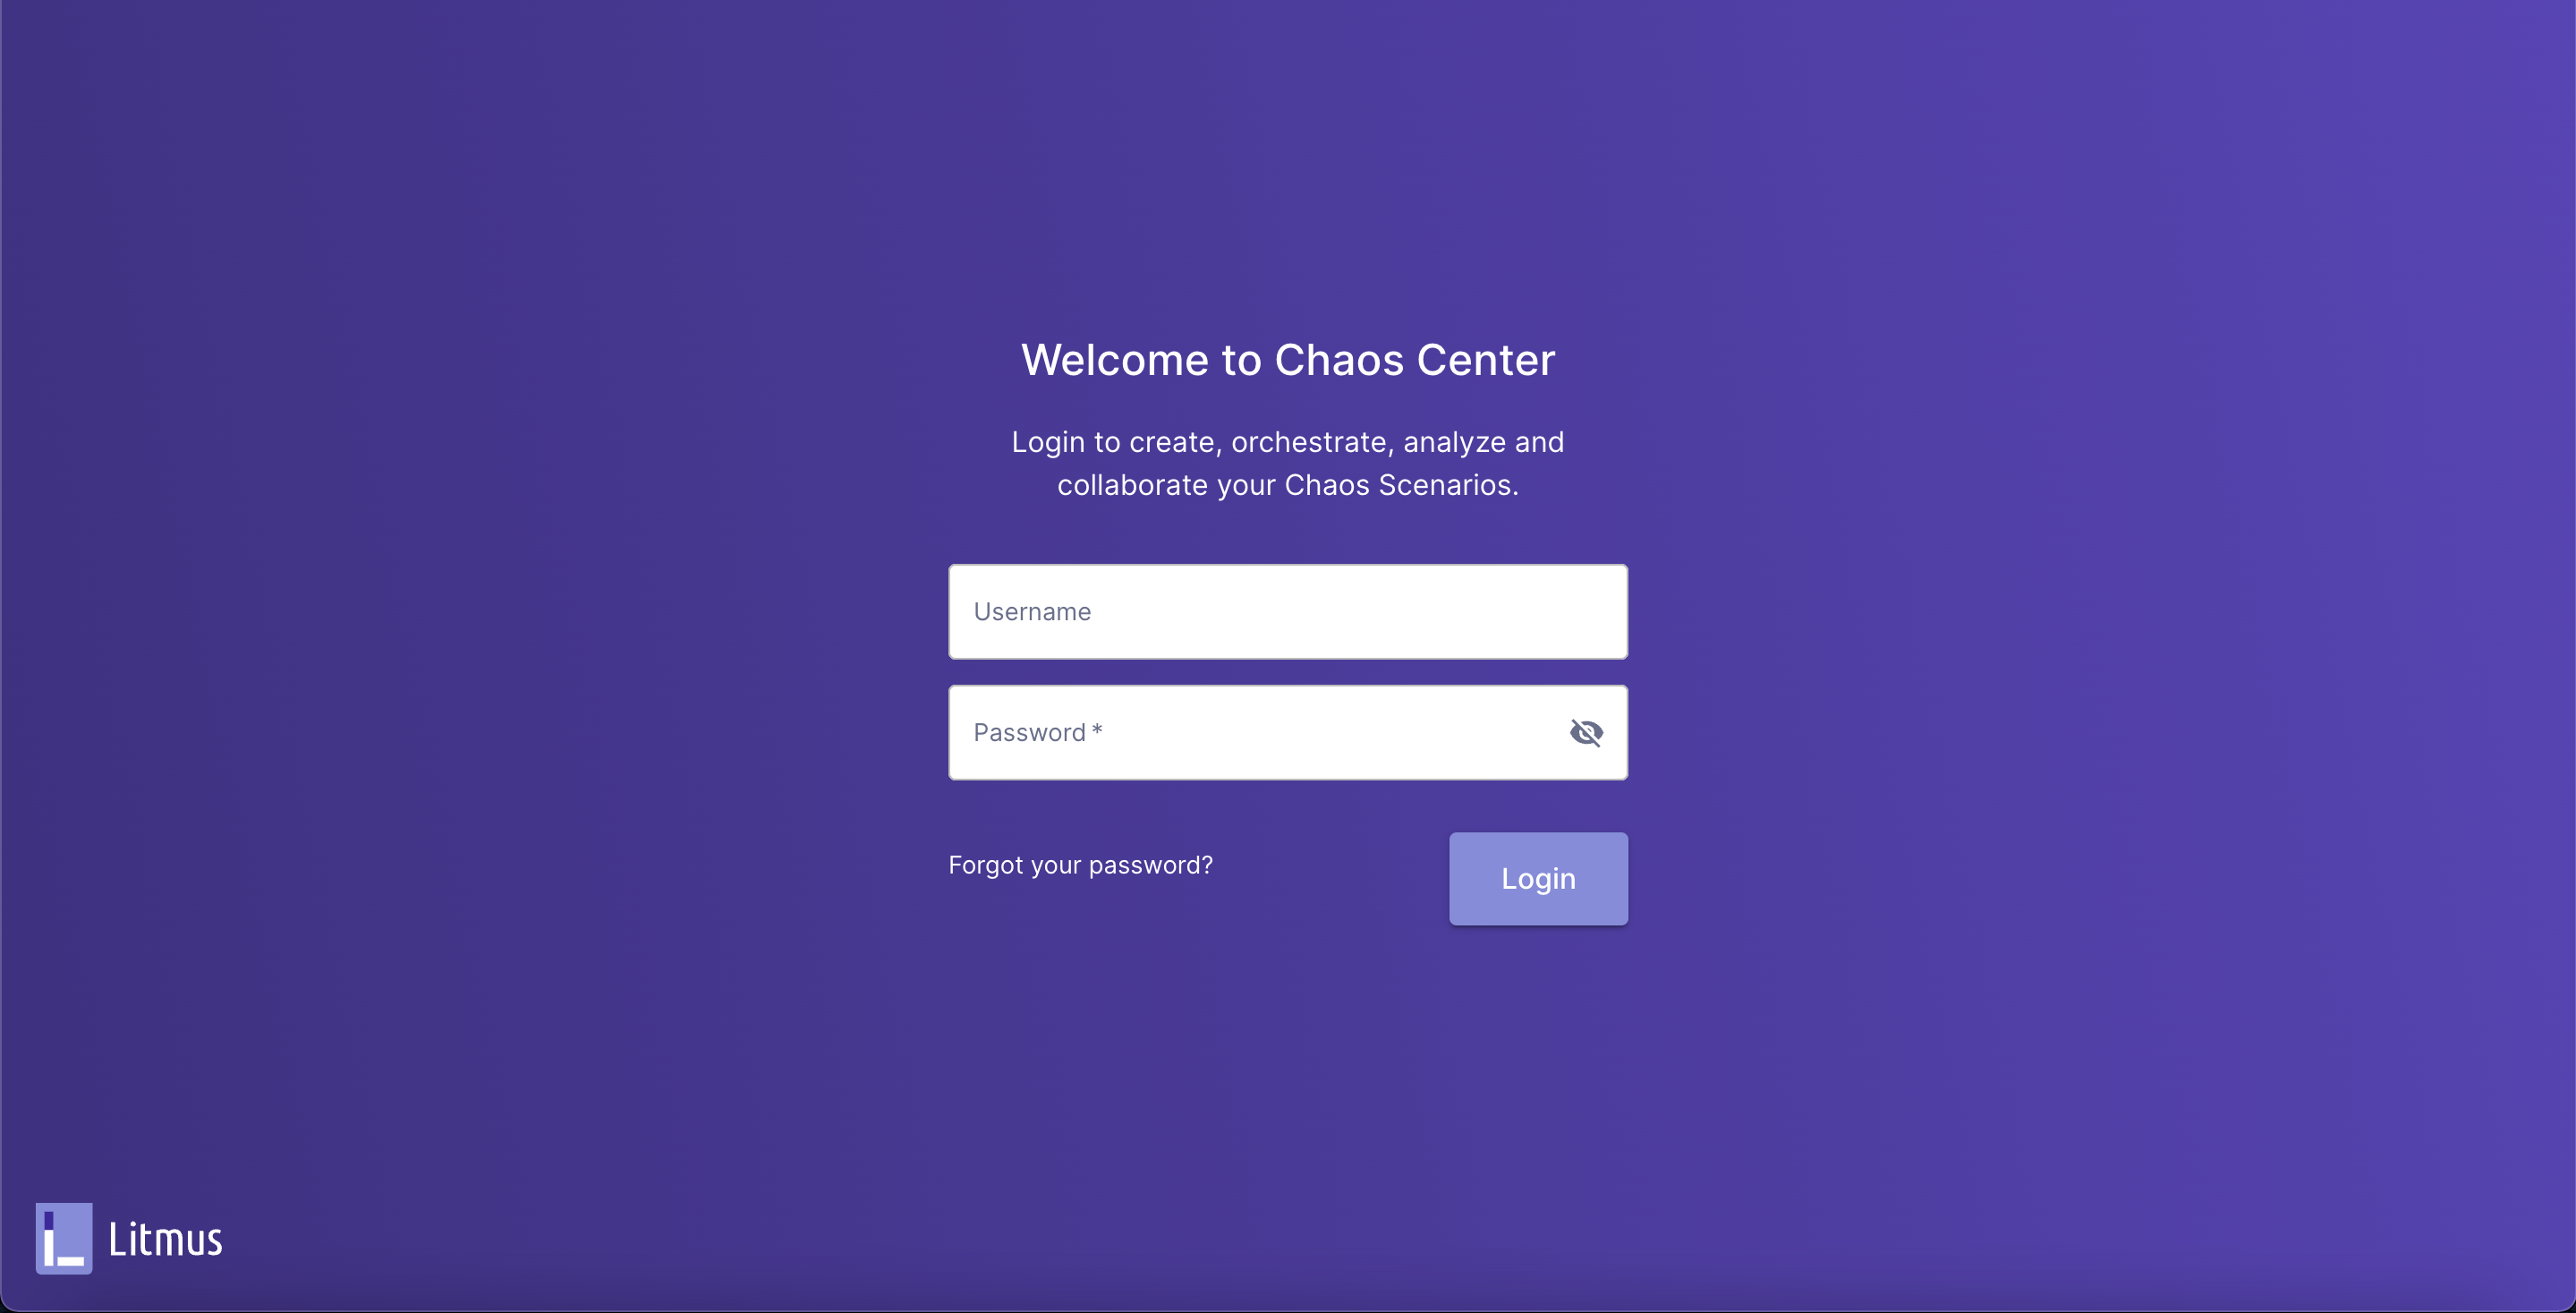 Welcome to Chaos Center
Login to create, orchestrate, analyze and
collaborate your Chaos Scenarios.
Username
Password *
Forgot your password?
Login
Litmus